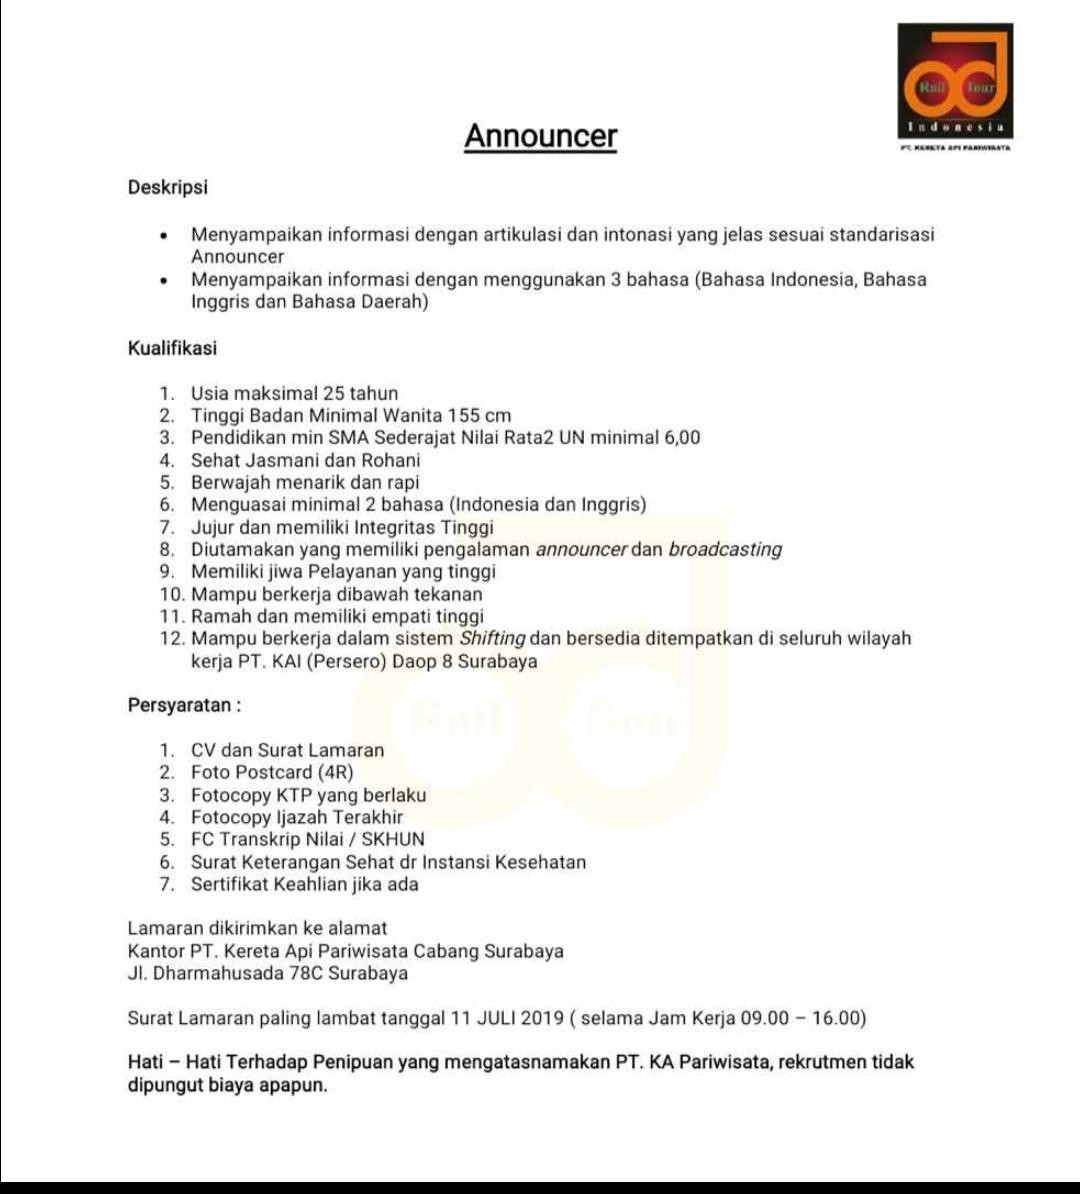 Rail Tour
Indonesia
PT. KERETA API PARIWISATA
Announcer
Deskripsi
• Menyampaikan informasi dengan artikulasi dan intonasi yang jelas sesuai standarisasi
Announcer
• Menyampaikan informasi dengan menggunakan 3 bahasa (Bahasa Indonesia, Bahasa
Inggris dan Bahasa Daerah)
Kualifikasi
1. Usia maksimal 25 tahun
2. Tinggi Badan Minimal Wanita 155 cm
3. Pendidikan min SMA Sederajat Nilai Rata2 UN minimal 6,00
4. Sehat Jasmani dan Rohani
5. Berwajah menarik dan rapi
6. Menguasai minimal 2 bahasa (Indonesia dan Inggris)
7. Jujur dan memiliki Integritas Tinggi
8. Diutamakan yang memiliki pengalaman announcer dan broadcasting
9. Memiliki jiwa Pelayanan yang tinggi
10. Mampu berkerja dibawah tekanan
11. Ramah dan memiliki empati tinggi
12. Mampu berkerja dalam sistem Shifting dan bersedia ditempatkan di seluruh wilayah
kerja PT. KAI (Persero) Daop 8 Surabaya
Persyaratan :
Rail Tour
1. CV dan Surat Lamaran
2. Foto Postcard (4R)
3. Fotocopy KTP yang berlaku
4. Fotocopy Ijazah Terakhir
5. FC Transkrip Nilai / SKHUN
6. Surat Keterangan Sehat dr Instansi Kesehatan
7. Sertifikat Keahlian jika ada
Lamaran dikirimkan ke alamat
Kantor PT. Kereta Api Pariwisata Cabang Surabaya
Jl. Dharmahusada 78C Surabaya
Surat Lamaran paling lambat tanggal 11 JULI 2019 ( selama Jam Kerja 09.00 – 16.00)
Hati – Hati Terhadap Penipuan yang mengatasnamakan PT. KA Pariwisata, rekrutmen tidak
dipungut biaya apapun.